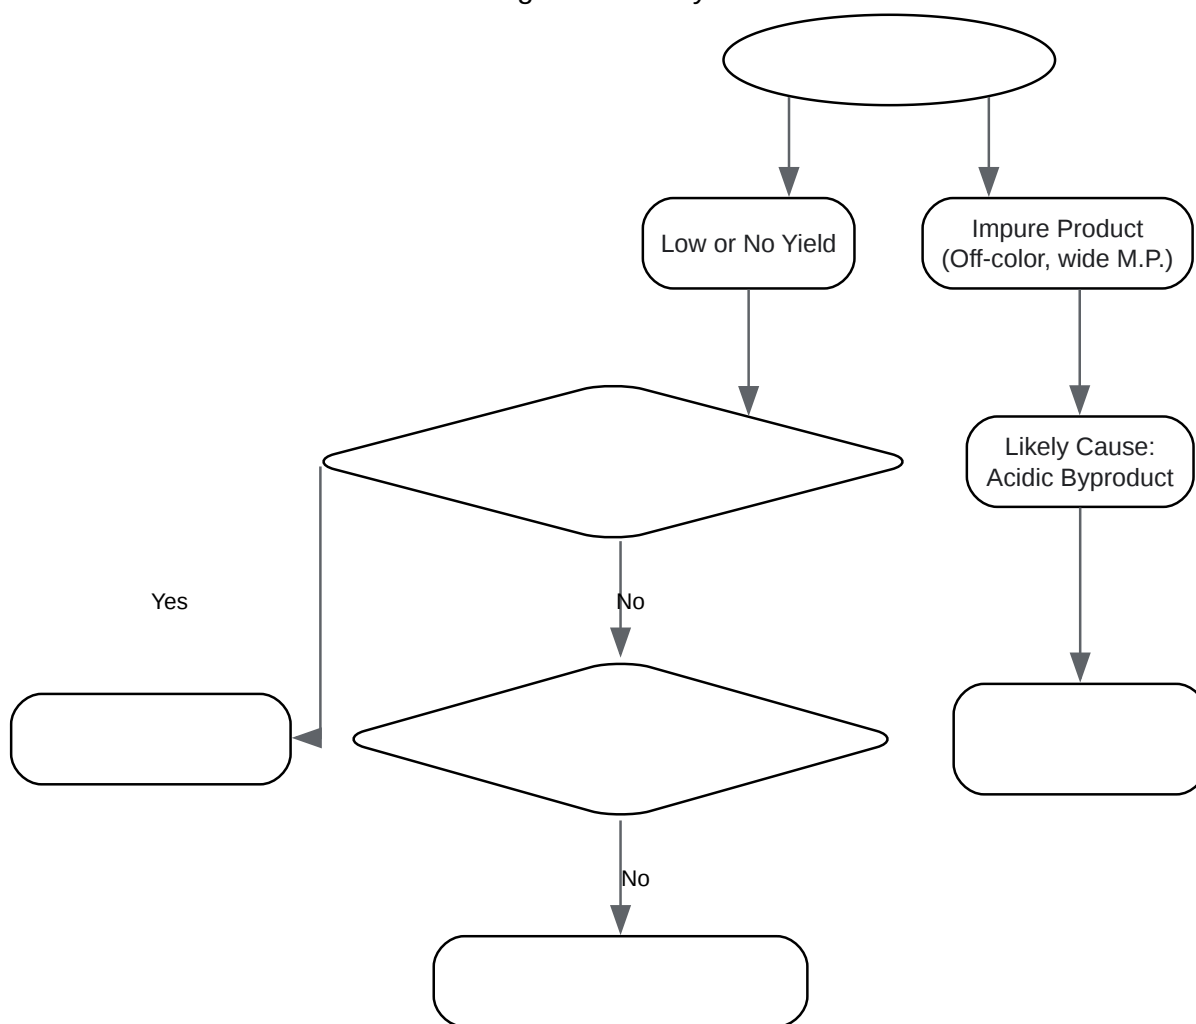 Low or No Yield
Impure Product
(Off-color, wide M.P.)
Likely Cause:
Acidic Byproduct
Yes
No
No